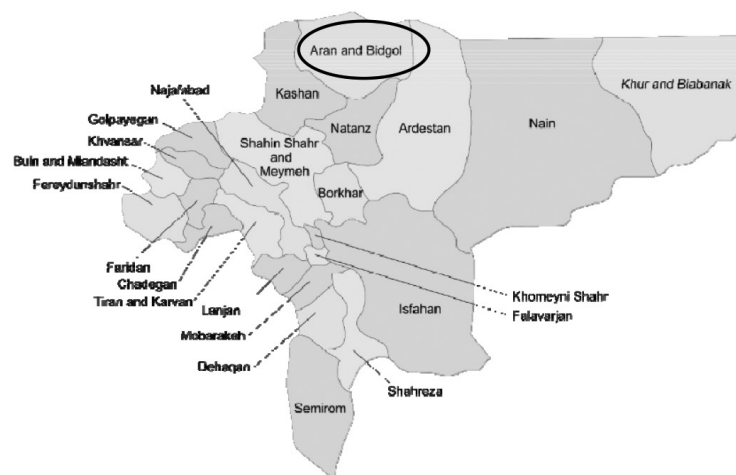 Aran and Bidgol
Khur and Biabanak
Najafabad
Kashan
Golpayegan
Natanz
Ardestan
Nain
Khvansar
Shahin Shahr
and
Meymeh
Buin and Miandasht
Fereydunshahr
Borkhar
Faridan
Chadegan
Tiran and Karvan
Khomeyni Shahr
Lenjan
Isfahan
Falavarjan
Mobarakeh
Dehaqan
Shahreza
Semirom